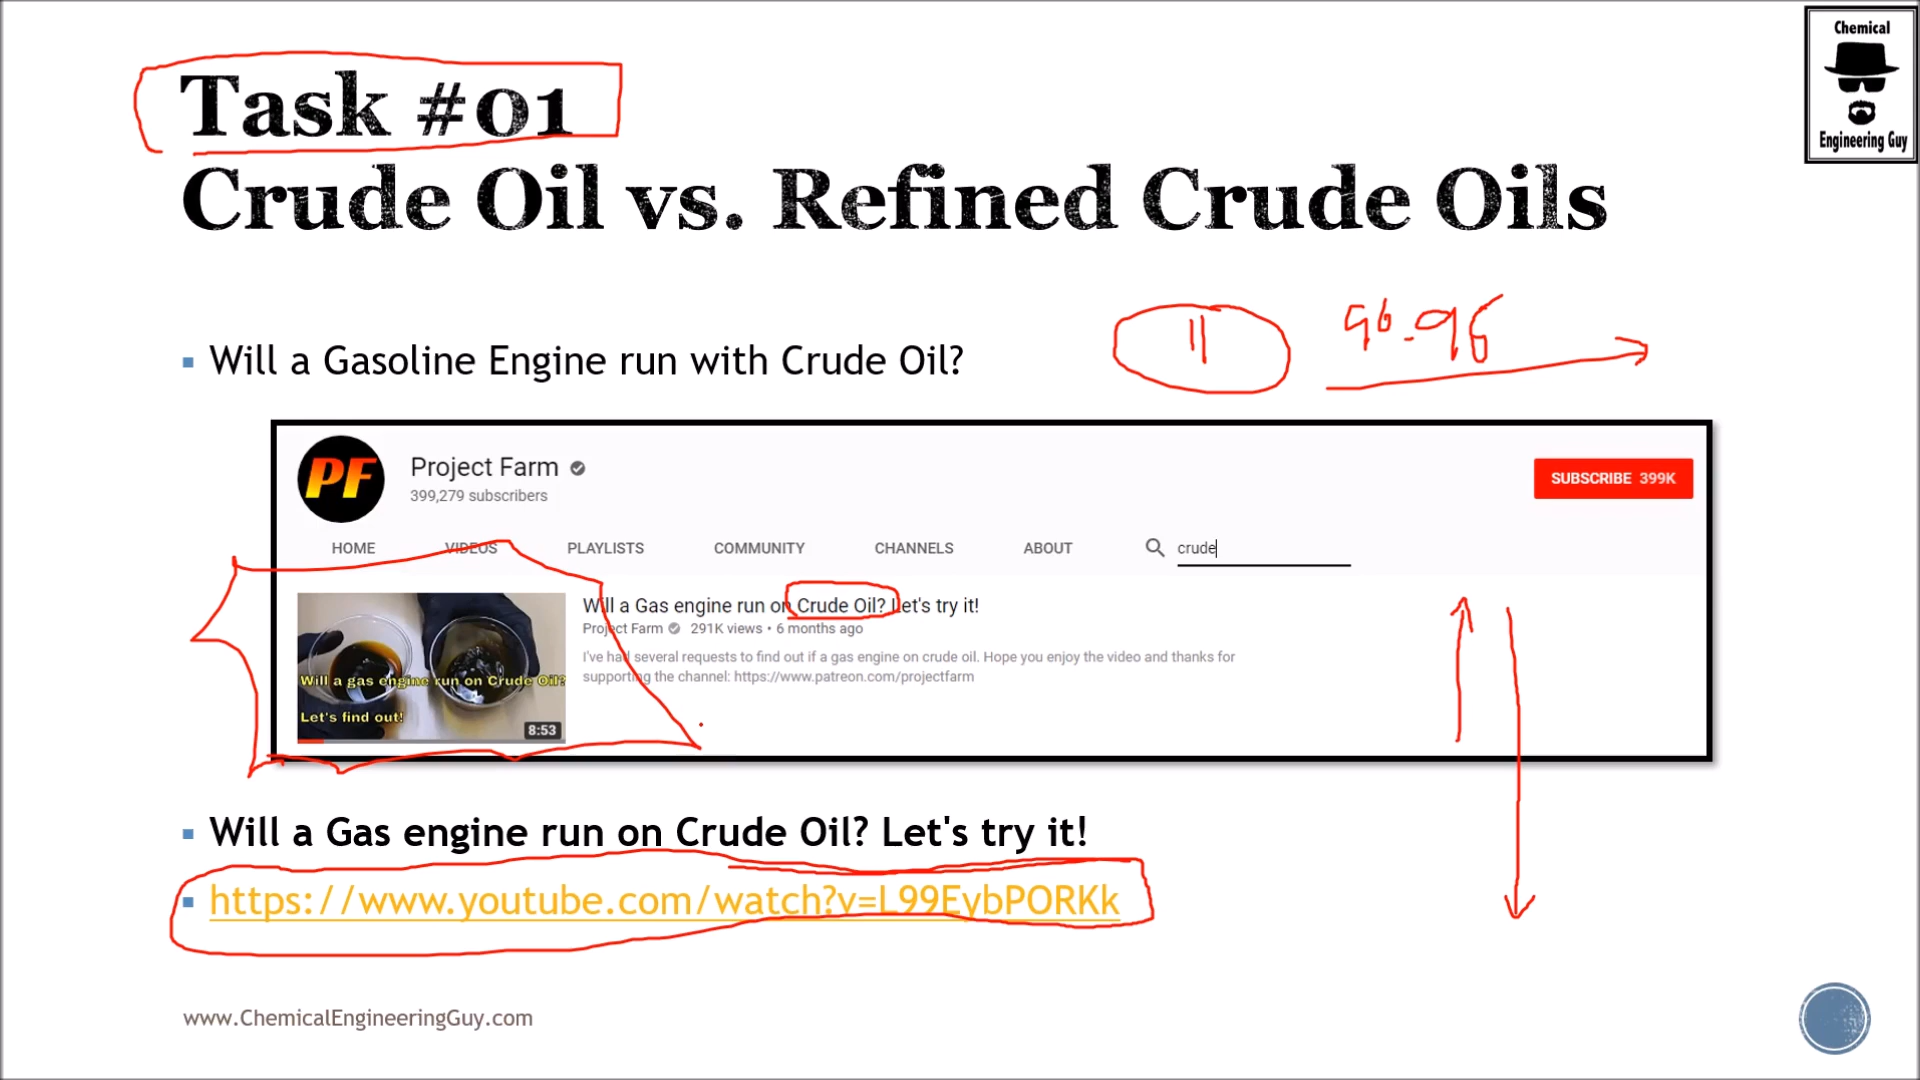 Chemical
Engineering Guy
Task #01
Crude Oil vs. Refined Crude Oils
11
96-96
Will a Gasoline Engine run with Crude Oil?
PF
Project Farm
399,279 subscribers
SUBSCRIBE 399K
HOME VIDEOS PLAYLISTS COMMUNITY CHANNELS ABOUT crude
Will a gas engine run on Crude Oil?
Let's find out!
8:53
Will a Gas engine run on Crude Oil? Let's try it!
Project Farm 291K views • 6 months ago
I've had several requests to find out if a gas engine on crude oil. Hope you enjoy the video and thanks for
supporting the channel: https://www.patreon.com/projectfarm
Will a Gas engine run on Crude Oil? Let's try it!
https://www.youtube.com/watch?v=L99EybPORKk
www.ChemicalEngineeringGuy.com